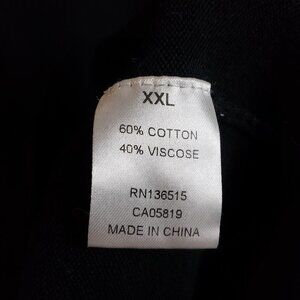 XXL
60% COTTON
40% VISCOSE
RN136515
CA05819
MADE IN CHINA